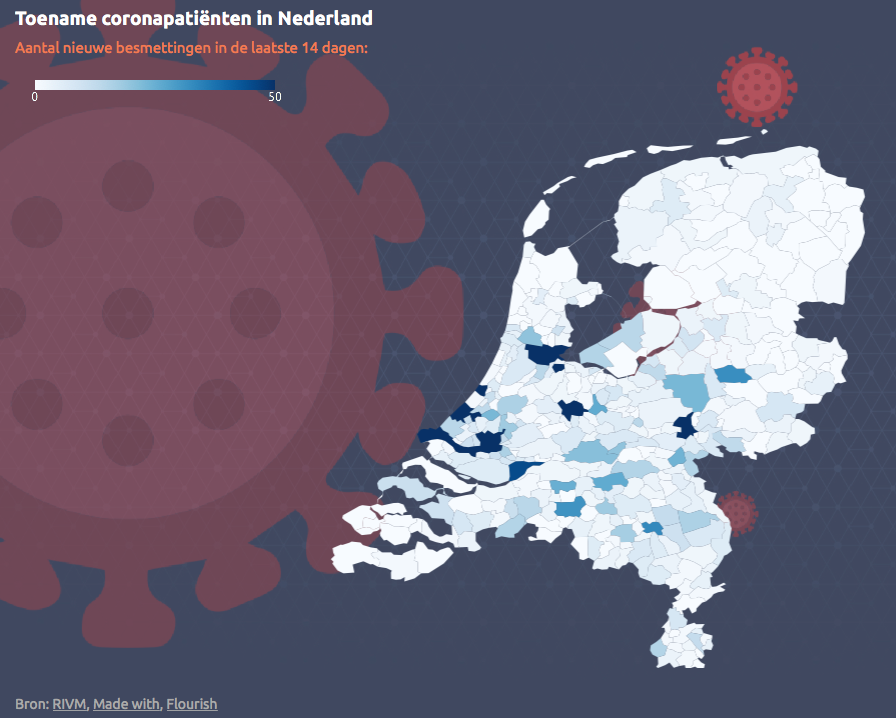 Toename coronapatiënten in Nederland
Aantal nieuwe besmettingen in de laatste 14 dagen:
0 50
Bron: RIVM, Made with, Flourish